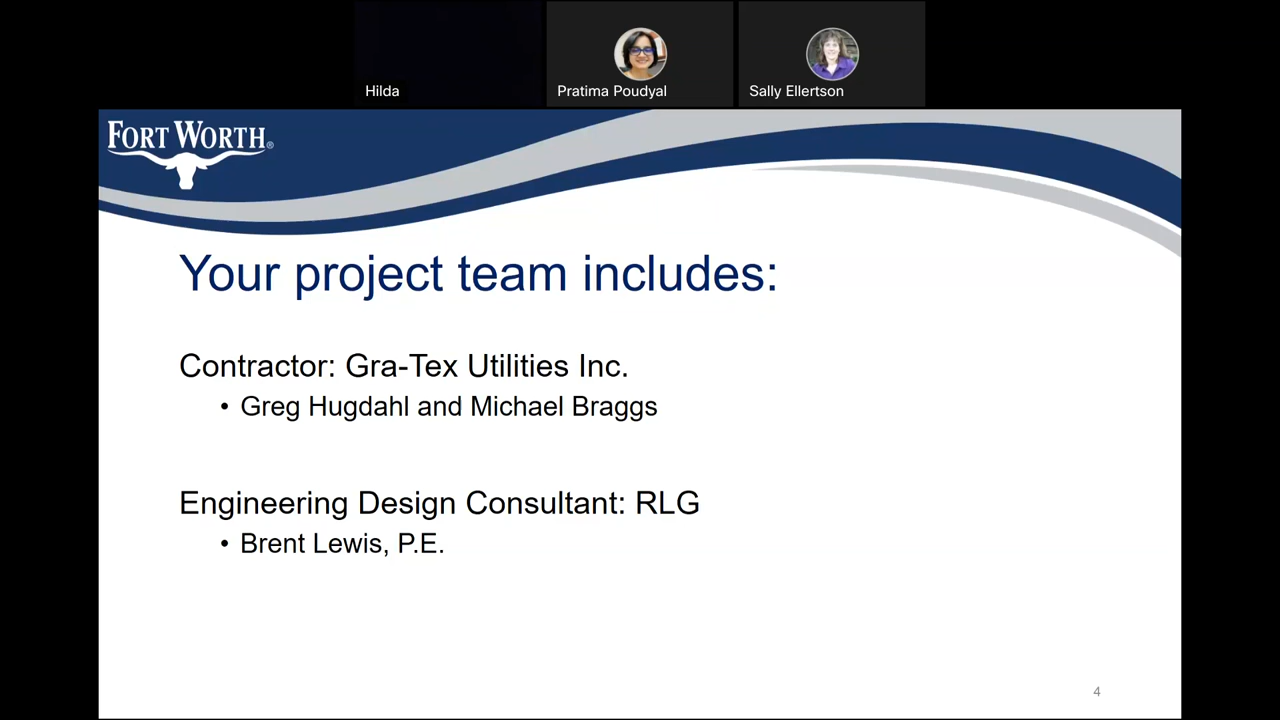 Hilda
Pratima Poudyal
Sally Ellertson
FORT WORTH®
Your project team includes:
Contractor: Gra-Tex Utilities Inc.
• Greg Hugdahl and Michael Braggs
Engineering Design Consultant: RLG
• Brent Lewis, P.E.
4